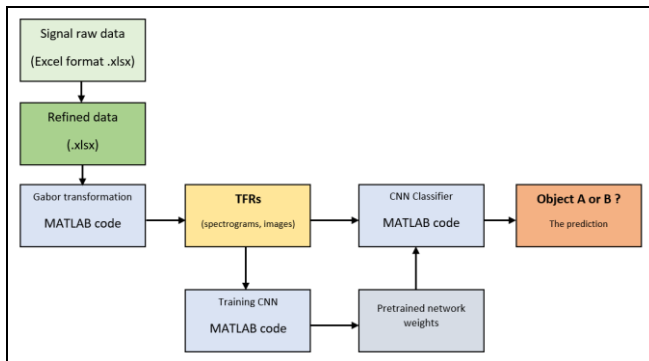 Signal raw data
(Excel format .xlsx)
Refined data
(.xlsx)
Gabor transformation
MATLAB code
TFRs
(spectrograms, images)
CNN Classifier
MATLAB code
Object A or B ?
The prediction
Training CNN
MATLAB code
Pretrained network
weights